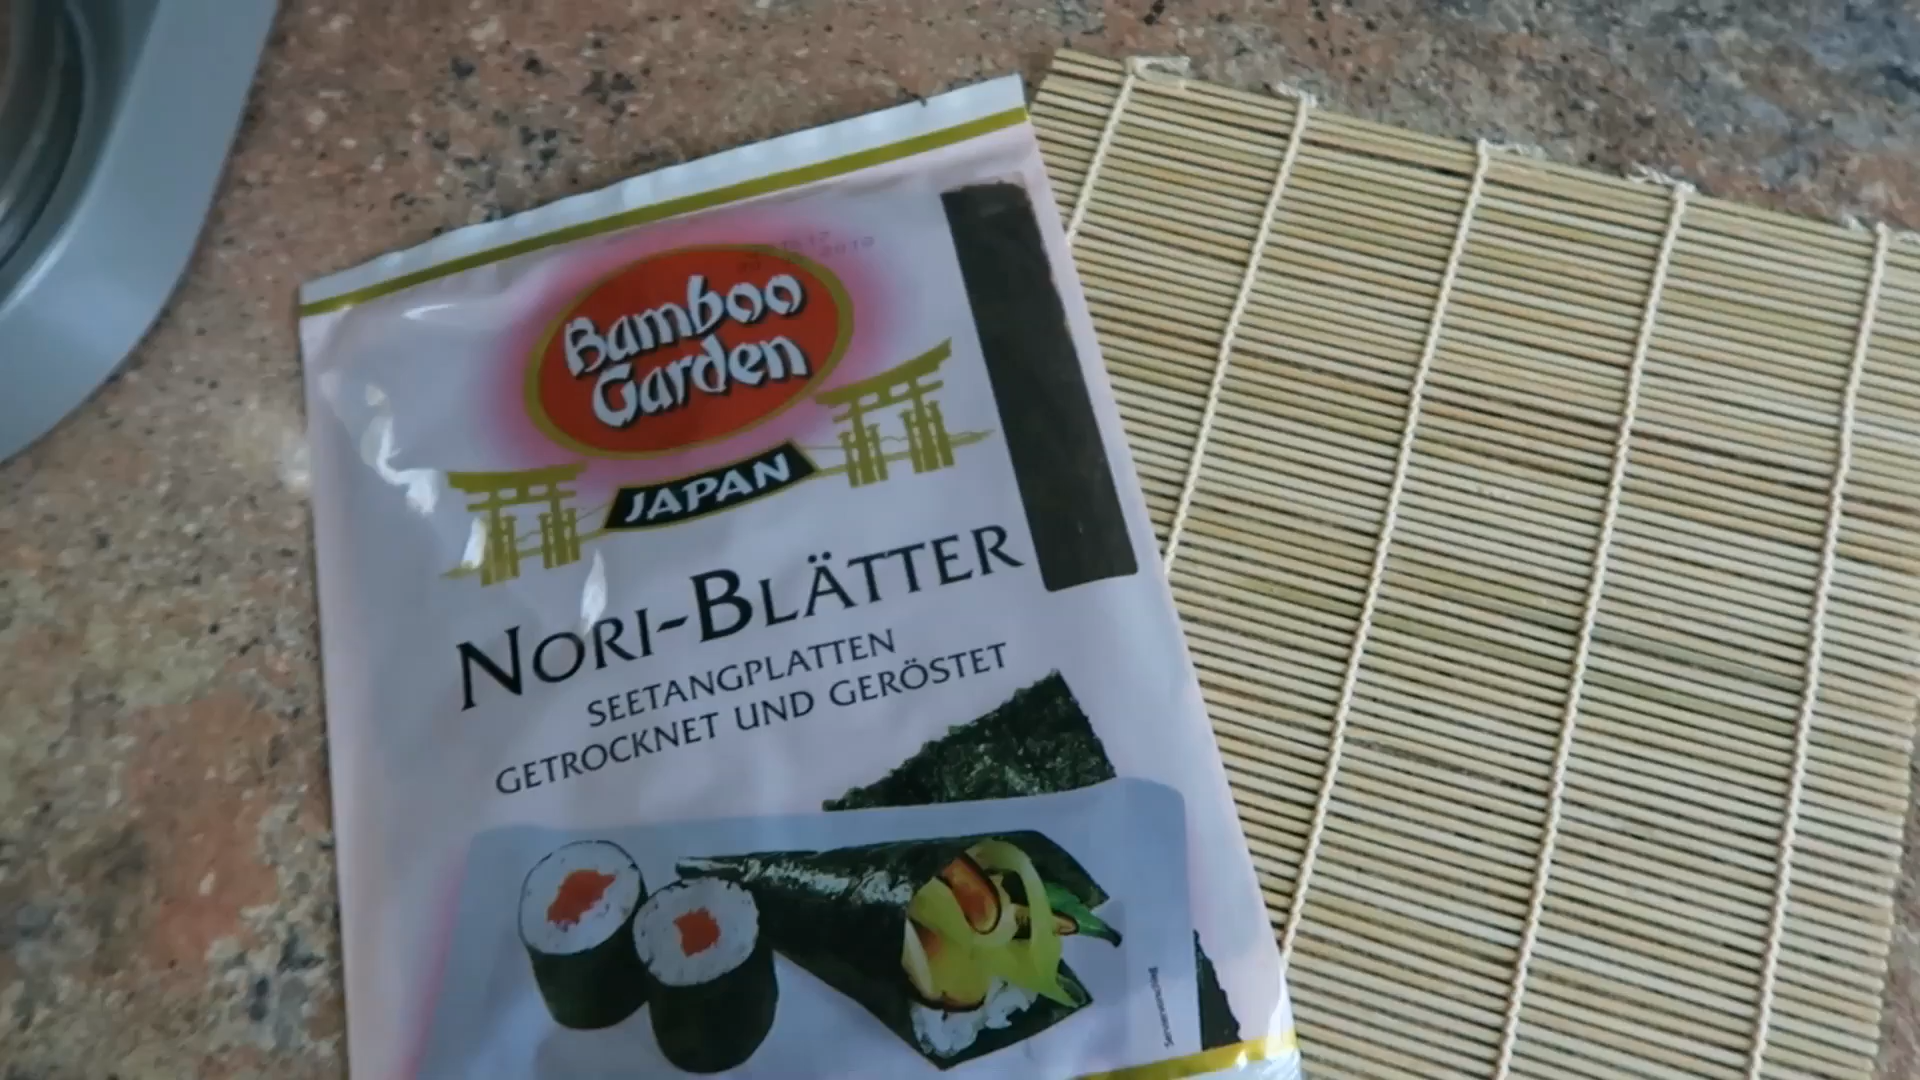 Bamboo
Garden
JAPAN
NORI-BLÄTTER
SEETANGPLATTEN
GETROCKNET UND GERÖSTET